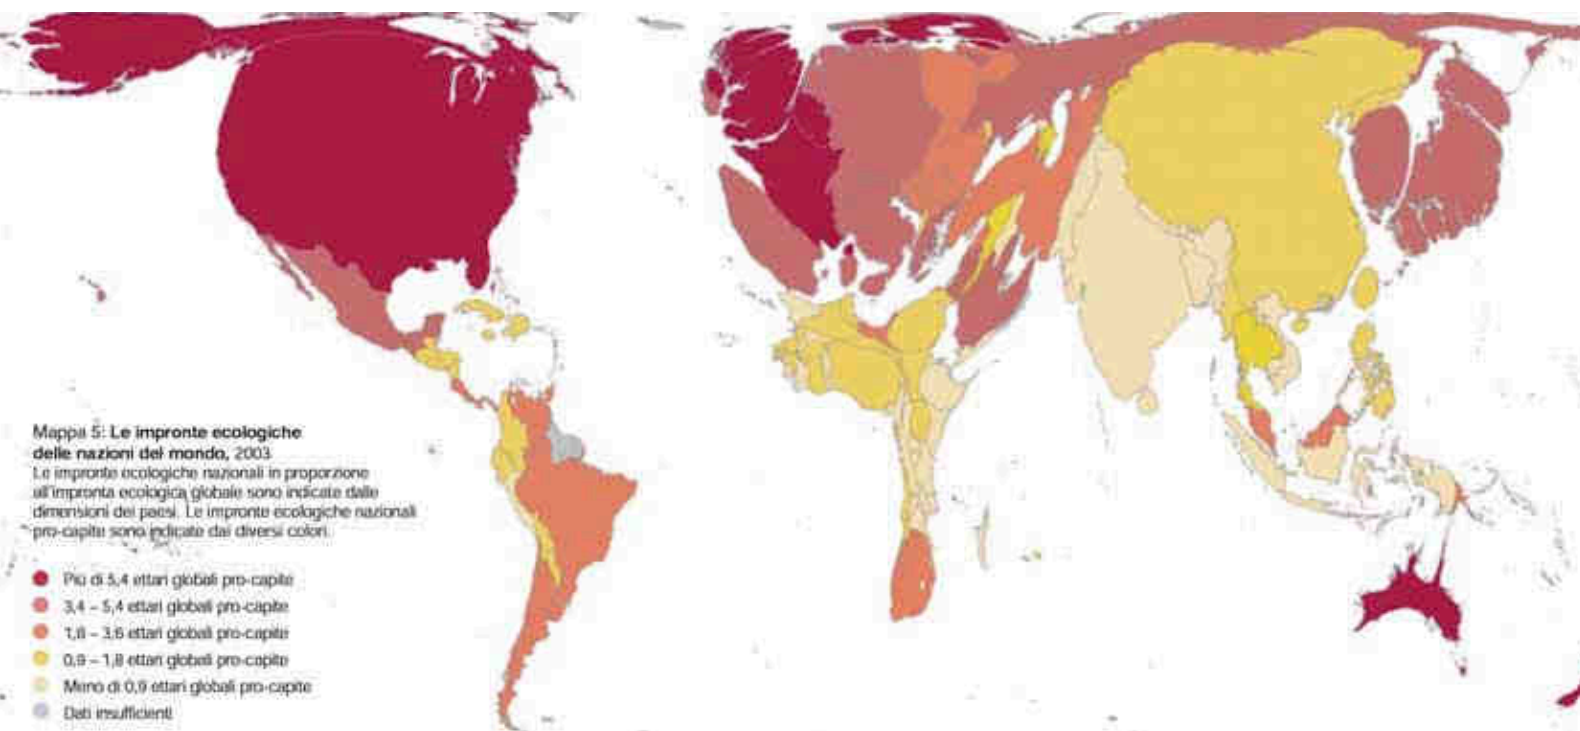 Mappa 5: Le impronte ecologiche
delle nazioni del mondo, 2003
Le impronte ecologiche nazionali in proporzione
all'impronta ecologica globale sono indicate dalle
dimensioni dei paesi. Le impronte ecologiche nazionali
pro-capite sono indicate dai diversi colori.
Più di 5,4 ettari globali pro-capite
3,4 – 5,4 ettari globali pro-capite
1,8 – 3,6 ettari globali pro-capite
0,9 – 1,8 ettari globali pro-capite
Meno di 0,9 ettari globali pro-capite
Dati insufficienti